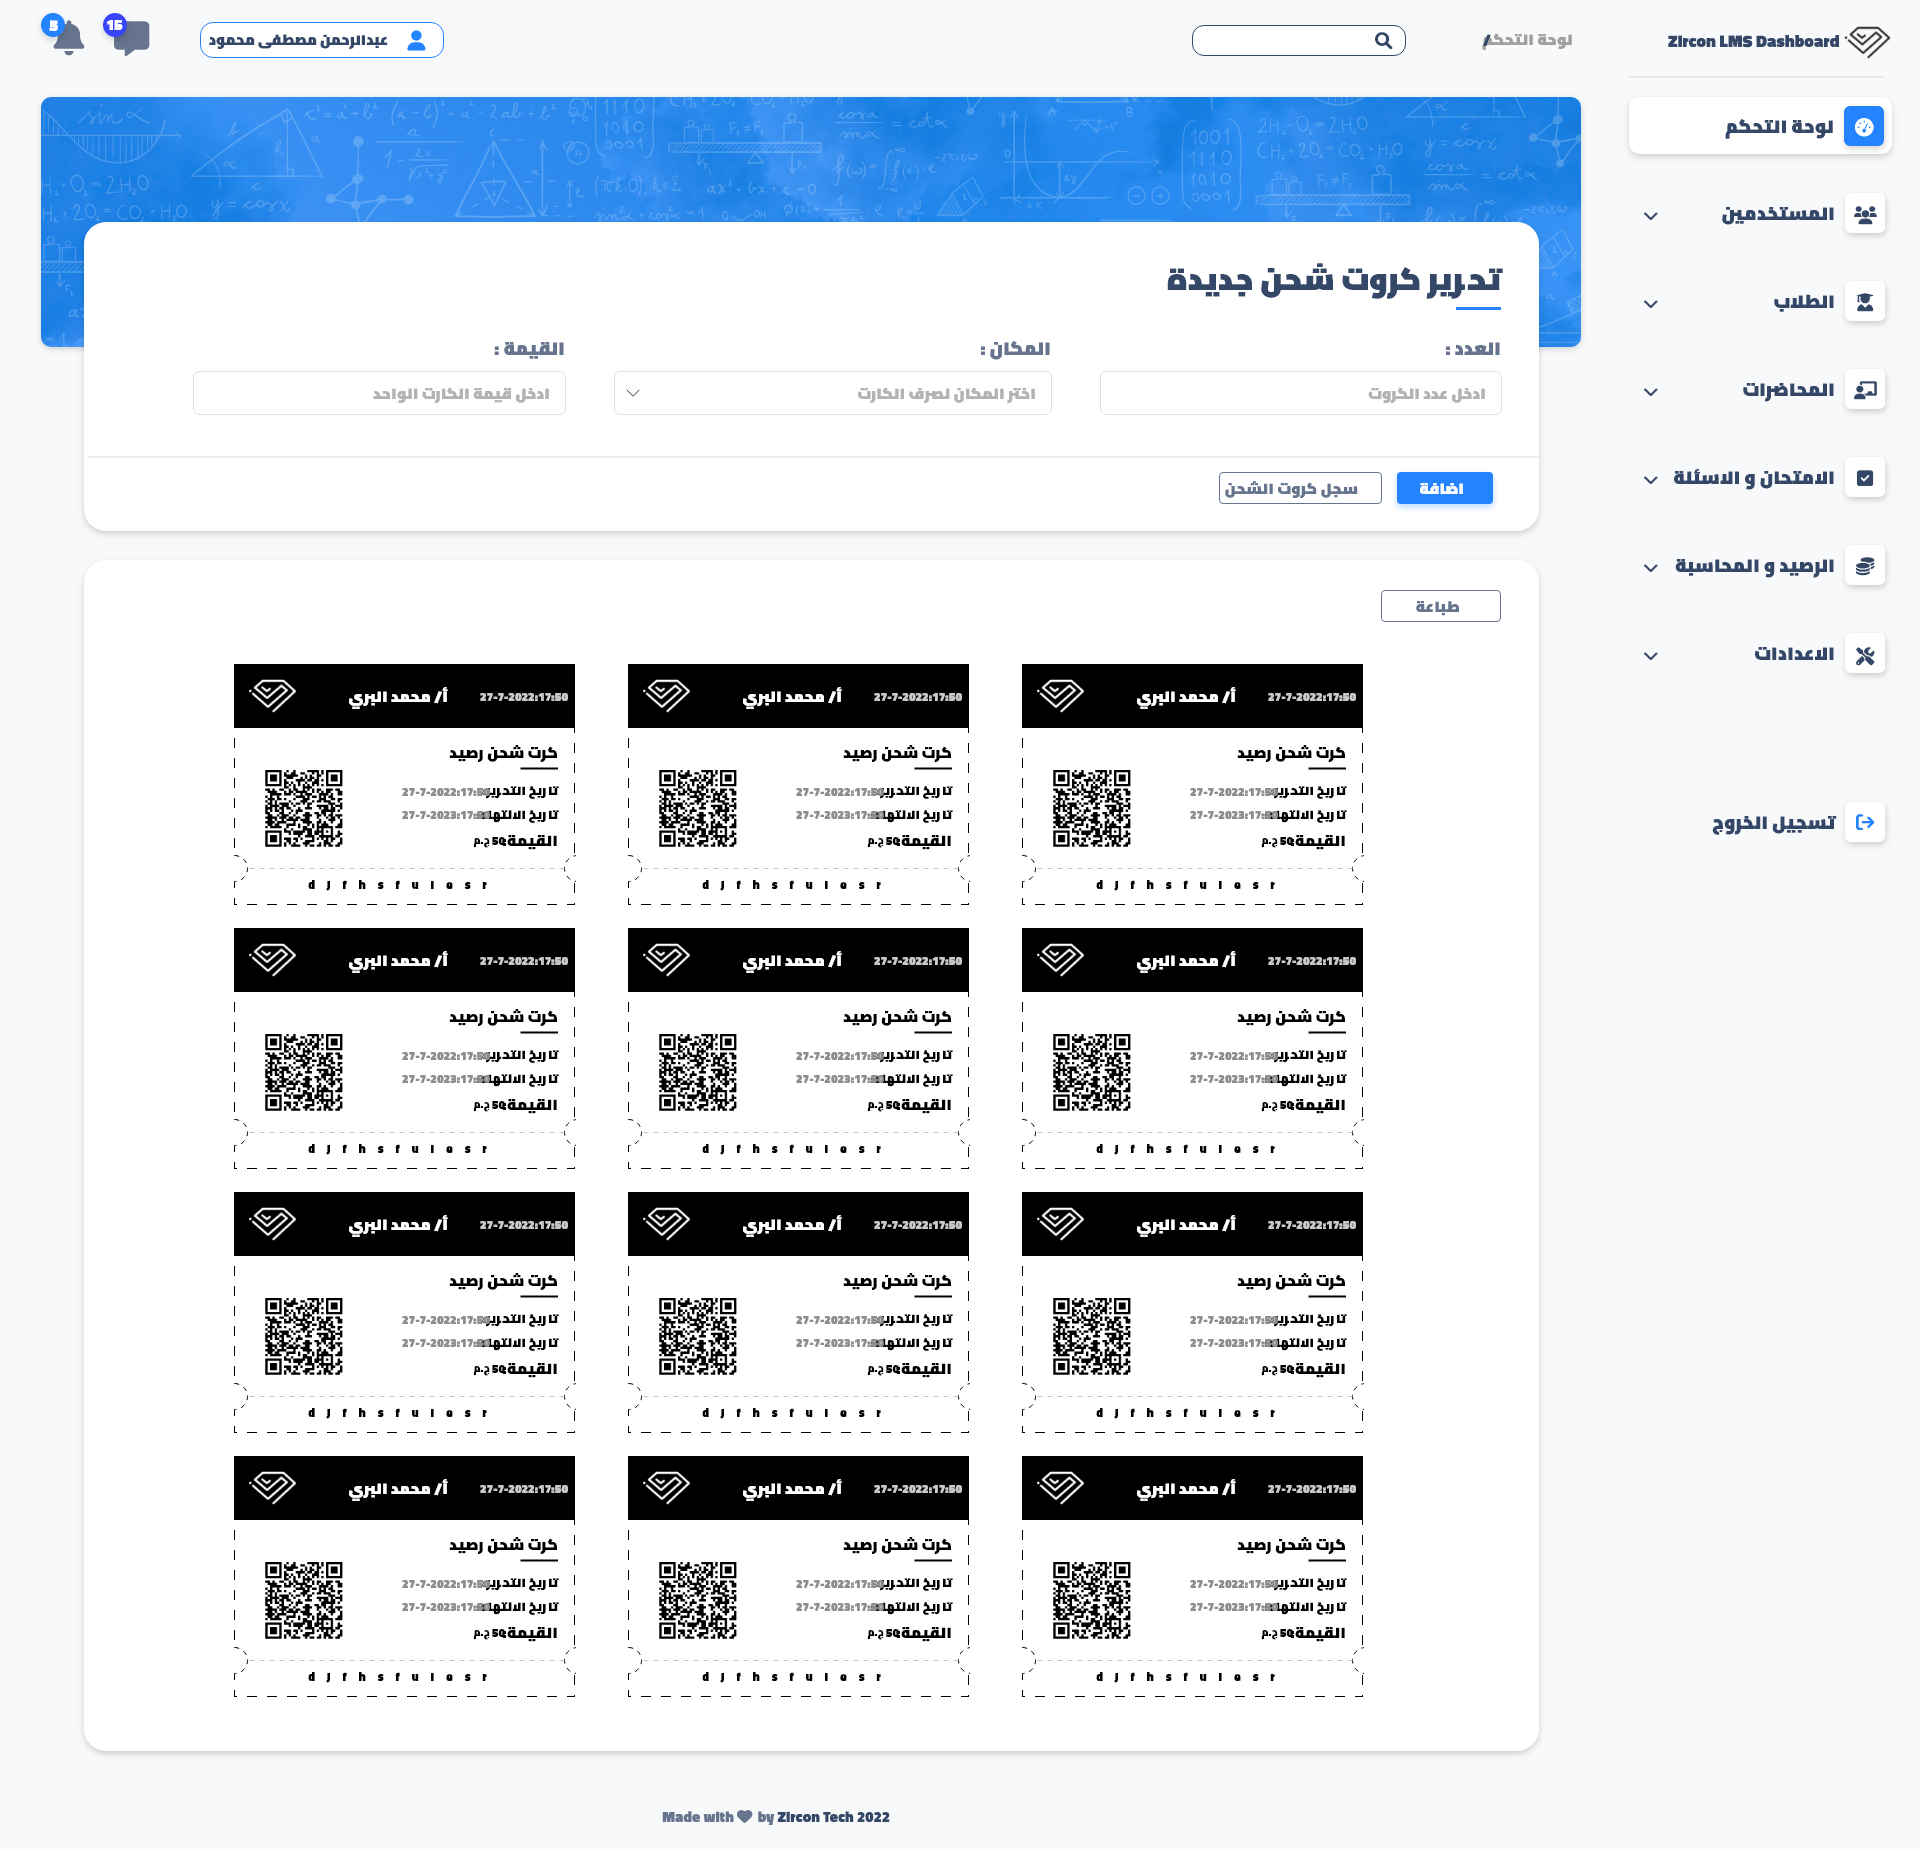 Zircon LMS Dashboard
لوحة التحكم /
عبدالرحمن مصطفى محمود
15
5
لوحة التحكم
المستخدمين
الطلاب
المحاضرات
الامتحان و الاسئلة
الرصيد و المحاسبة
الاعدادات
تسجيل الخروج
تحرير كروت شحن جديدة
العدد :
المكان :
القيمة :
ادخل عدد الكروت
اختر المكان لصرف الكارت
ادخل قيمة الكارت الواحد
اضافة
سجل كروت الشحن
طباعة
27-7-2022:17:50 أ/ محمد البري
كرت شحن رصيد
تاريخ التحرير 27-7-2022:17:50
تاريخ الانتهاء 27-7-2023:17:50
القيمة: 50 ج.م
d j f h s f u i e s r
27-7-2022:17:50 أ/ محمد البري
كرت شحن رصيد
تاريخ التحرير 27-7-2022:17:50
تاريخ الانتهاء 27-7-2023:17:50
القيمة: 50 ج.م
d j f h s f u i e s r
27-7-2022:17:50 أ/ محمد البري
كرت شحن رصيد
تاريخ التحرير 27-7-2022:17:50
تاريخ الانتهاء 27-7-2023:17:50
القيمة: 50 ج.م
d j f h s f u i e s r
27-7-2022:17:50 أ/ محمد البري
كرت شحن رصيد
تاريخ التحرير 27-7-2022:17:50
تاريخ الانتهاء 27-7-2023:17:50
القيمة: 50 ج.م
d j f h s f u i e s r
27-7-2022:17:50 أ/ محمد البري
كرت شحن رصيد
تاريخ التحرير 27-7-2022:17:50
تاريخ الانتهاء 27-7-2023:17:50
القيمة: 50 ج.م
d j f h s f u i e s r
27-7-2022:17:50 أ/ محمد البري
كرت شحن رصيد
تاريخ التحرير 27-7-2022:17:50
تاريخ الانتهاء 27-7-2023:17:50
القيمة: 50 ج.م
d j f h s f u i e s r
27-7-2022:17:50 أ/ محمد البري
كرت شحن رصيد
تاريخ التحرير 27-7-2022:17:50
تاريخ الانتهاء 27-7-2023:17:50
القيمة: 50 ج.م
d j f h s f u i e s r
27-7-2022:17:50 أ/ محمد البري
كرت شحن رصيد
تاريخ التحرير 27-7-2022:17:50
تاريخ الانتهاء 27-7-2023:17:50
القيمة: 50 ج.م
d j f h s f u i e s r
27-7-2022:17:50 أ/ محمد البري
كرت شحن رصيد
تاريخ التحرير 27-7-2022:17:50
تاريخ الانتهاء 27-7-2023:17:50
القيمة: 50 ج.م
d j f h s f u i e s r
27-7-2022:17:50 أ/ محمد البري
كرت شحن رصيد
تاريخ التحرير 27-7-2022:17:50
تاريخ الانتهاء 27-7-2023:17:50
القيمة: 50 ج.م
d j f h s f u i e s r
27-7-2022:17:50 أ/ محمد البري
كرت شحن رصيد
تاريخ التحرير 27-7-2022:17:50
تاريخ الانتهاء 27-7-2023:17:50
القيمة: 50 ج.م
d j f h s f u i e s r
27-7-2022:17:50 أ/ محمد البري
كرت شحن رصيد
تاريخ التحرير 27-7-2022:17:50
تاريخ الانتهاء 27-7-2023:17:50
القيمة: 50 ج.م
d j f h s f u i e s r
Made with by Zircon Tech 2022